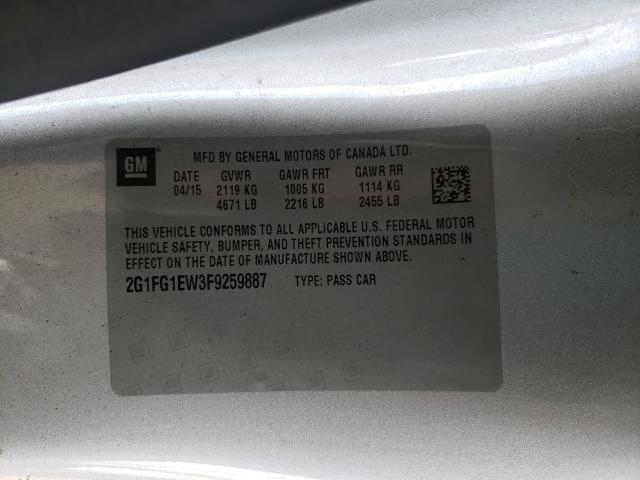 GM
MFD BY GENERAL MOTORS OF CANADA LTD.
DATE GVWR GAWR FRT GAWR RR
04/15 2119 KG 1005 KG 1114 KG
4671 LB 2216 LB 2455 LB
THIS VEHICLE CONFORMS TO ALL APPLICABLE U.S. FEDERAL MOTOR
VEHICLE SAFETY, BUMPER, AND THEFT PREVENTION STANDARDS IN
EFFECT ON THE DATE OF MANUFACTURE SHOWN ABOVE.
2G1FG1EW3F9259887 TYPE: PASS CAR